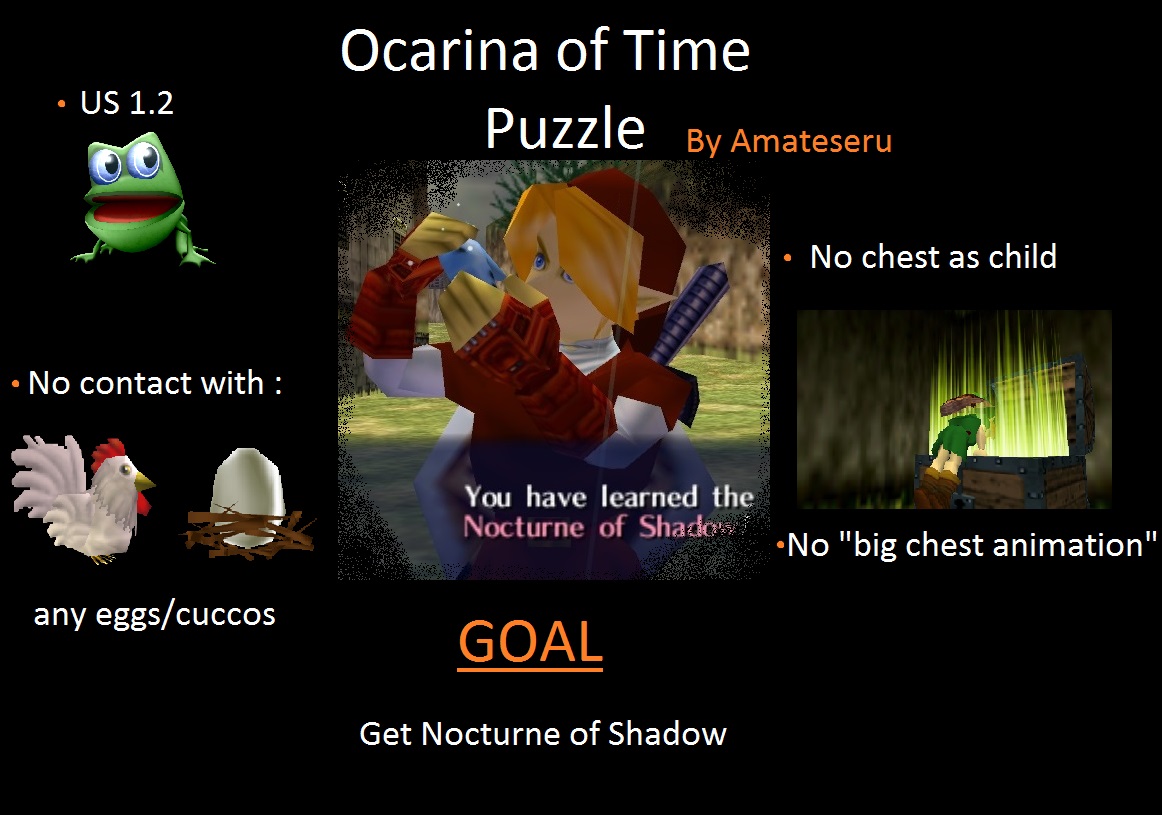 Ocarina of Time
Puzzle
By Amateseru
• US 1.2
• No contact with :
any eggs/cuccos
You have learned the
Nocturne of Shadow!
• No chest as child
•No "big chest animation"
GOAL
Get Nocturne of Shadow